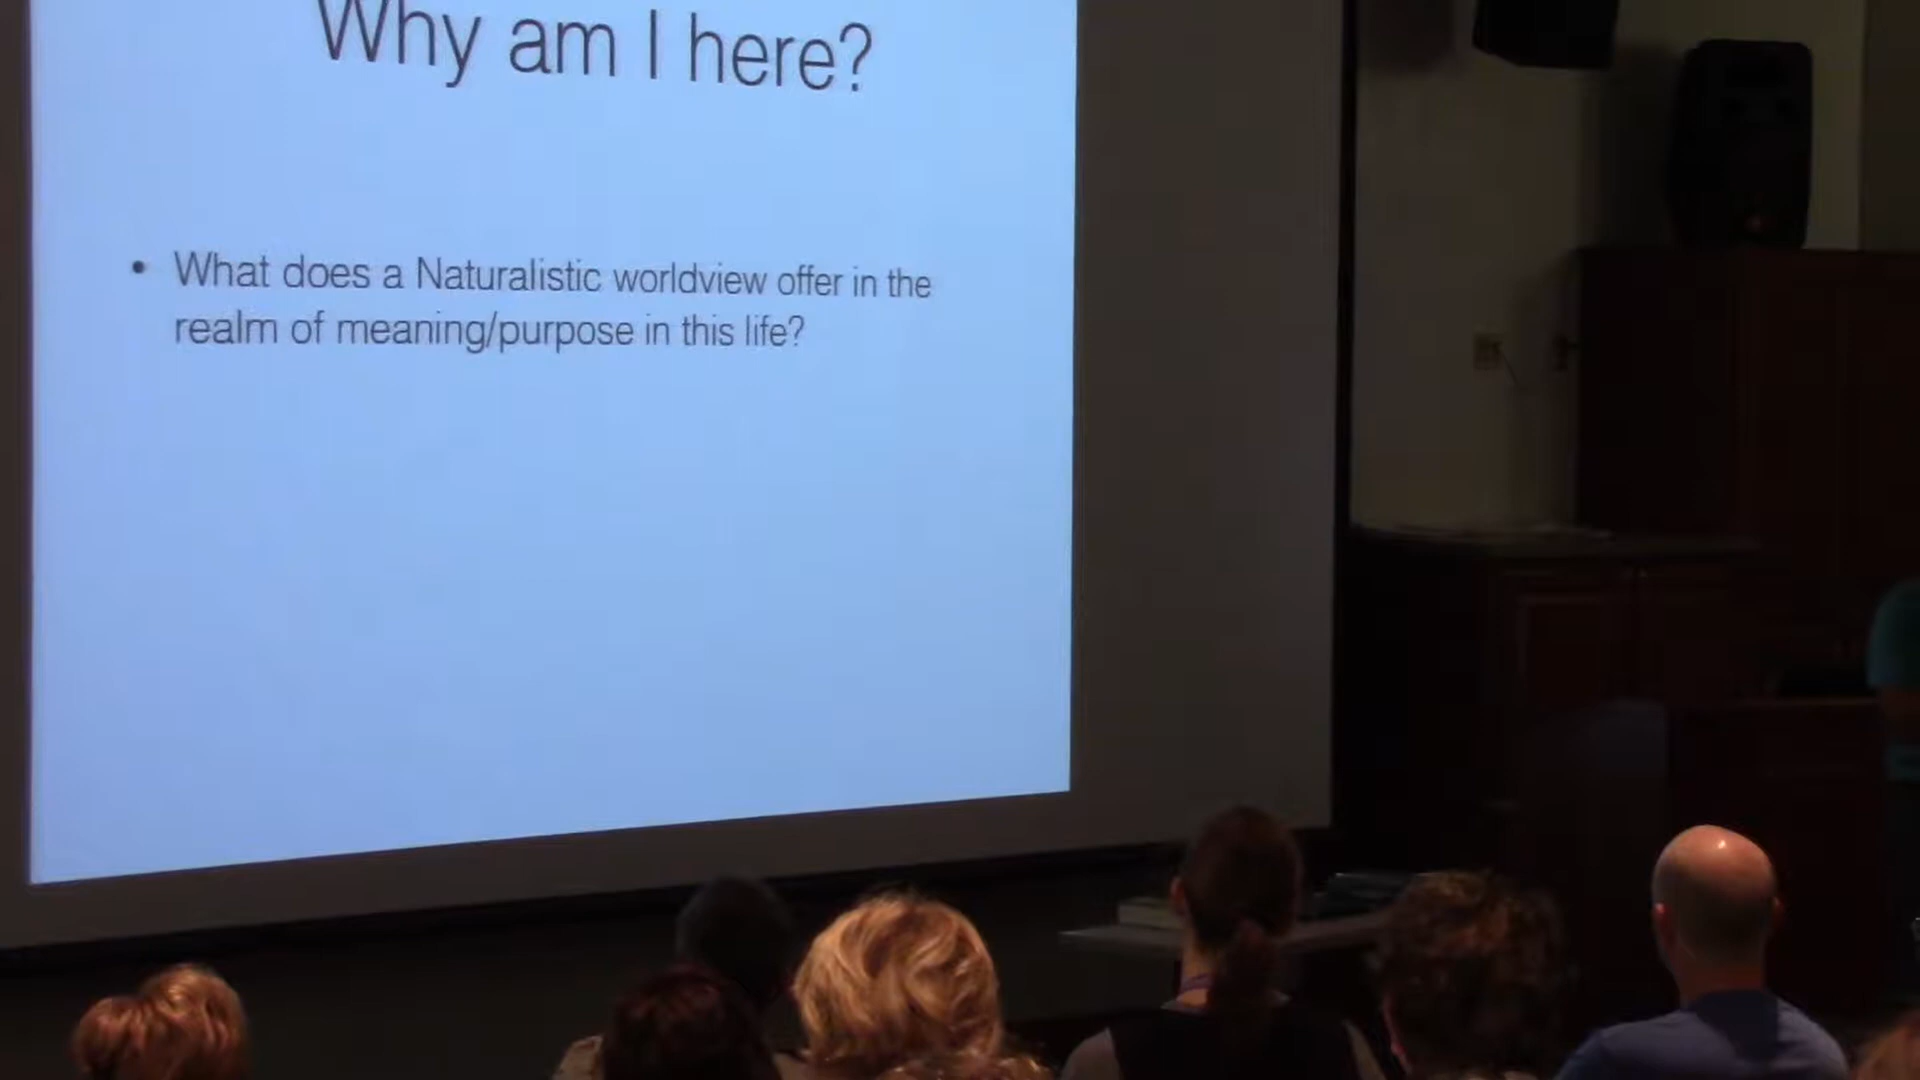 Why am I here?
• What does a Naturalistic worldview offer in the
realm of meaning/purpose in this life?